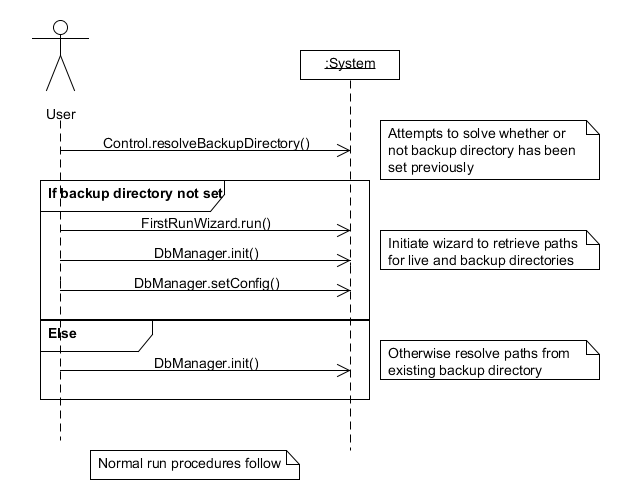 :System
User
Control.resolveBackupDirectory()
Attempts to solve whether or
not backup directory has been
set previously
If backup directory not set
FirstRunWizard.run()
Initiate wizard to retrieve paths
for live and backup directories
DbManager.init()
DbManager.setConfig()
Else
Otherwise resolve paths from
existing backup directory
DbManager.init()
Normal run procedures follow